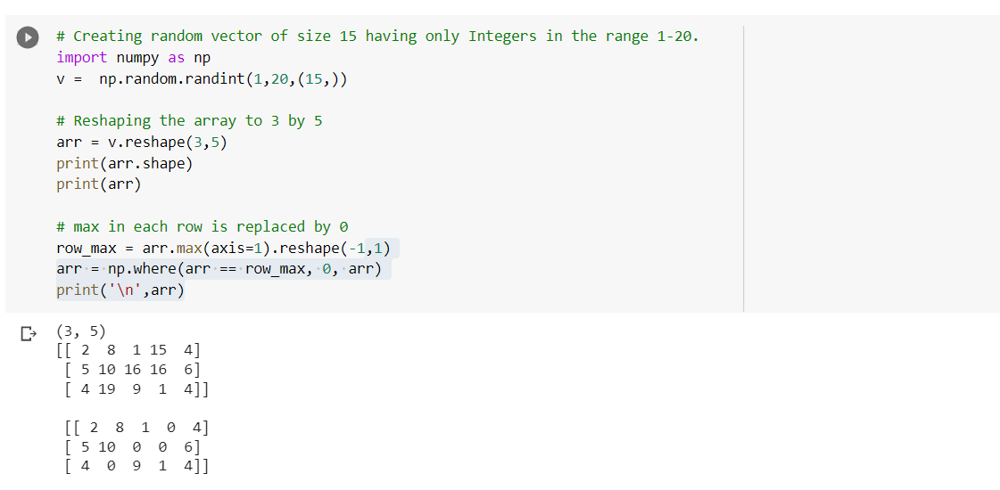 # Creating random vector of size 15 having only Integers in the range 1-20.
import numpy as np
v =  np.random.randint(1,20,(15,))
# Reshaping the array to 3 by 5
arr = v.reshape(3,5)
print(arr.shape)
print(arr)
# max in each row is replaced by 0
row_max = arr.max(axis=1).reshape(-1,1)
arr = np.where(arr == row_max, 0, arr)
print('\n',arr)
(3, 5)
[[ 2  8  1 15  4]
 [ 5 10 16 16  6]
 [ 4 19  9  1  4]]
 [[ 2  8  1  0  4]
 [ 5 10  0  0  6]
 [ 4  0  9  1  4]]